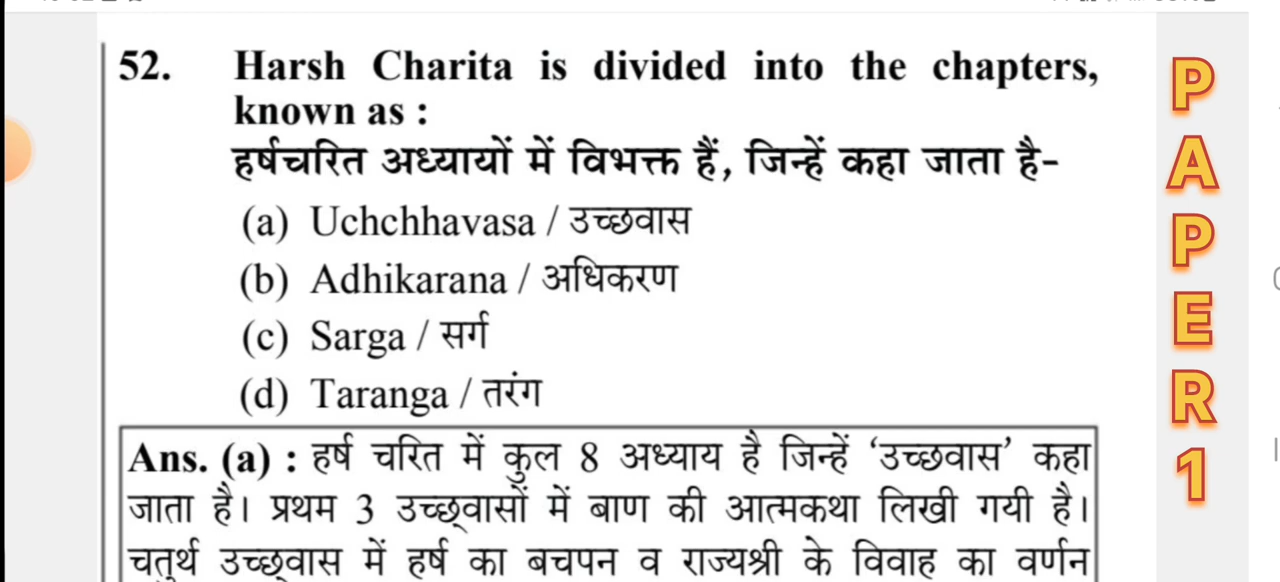 52. Harsh Charita is divided into the chapters,
known as :
हर्षचरित अध्यायों में विभक्त हैं, जिन्हें कहा जाता है-
(a) Uchchhavasa / उच्छवास
(b) Adhikarana / अधिकरण
(c) Sarga / सर्ग
(d) Taranga / तरंग
Ans. (a) : हर्ष चरित में कुल 8 अध्याय है जिन्हें ‘उच्छवास’ कहा
जाता है। प्रथम 3 उच्छ्वासों में बाण की आत्मकथा लिखी गयी है।
चतुर्थ उच्छवास में हर्ष का बचपन व राज्यश्री के विवाह का वर्णन
PAPER1